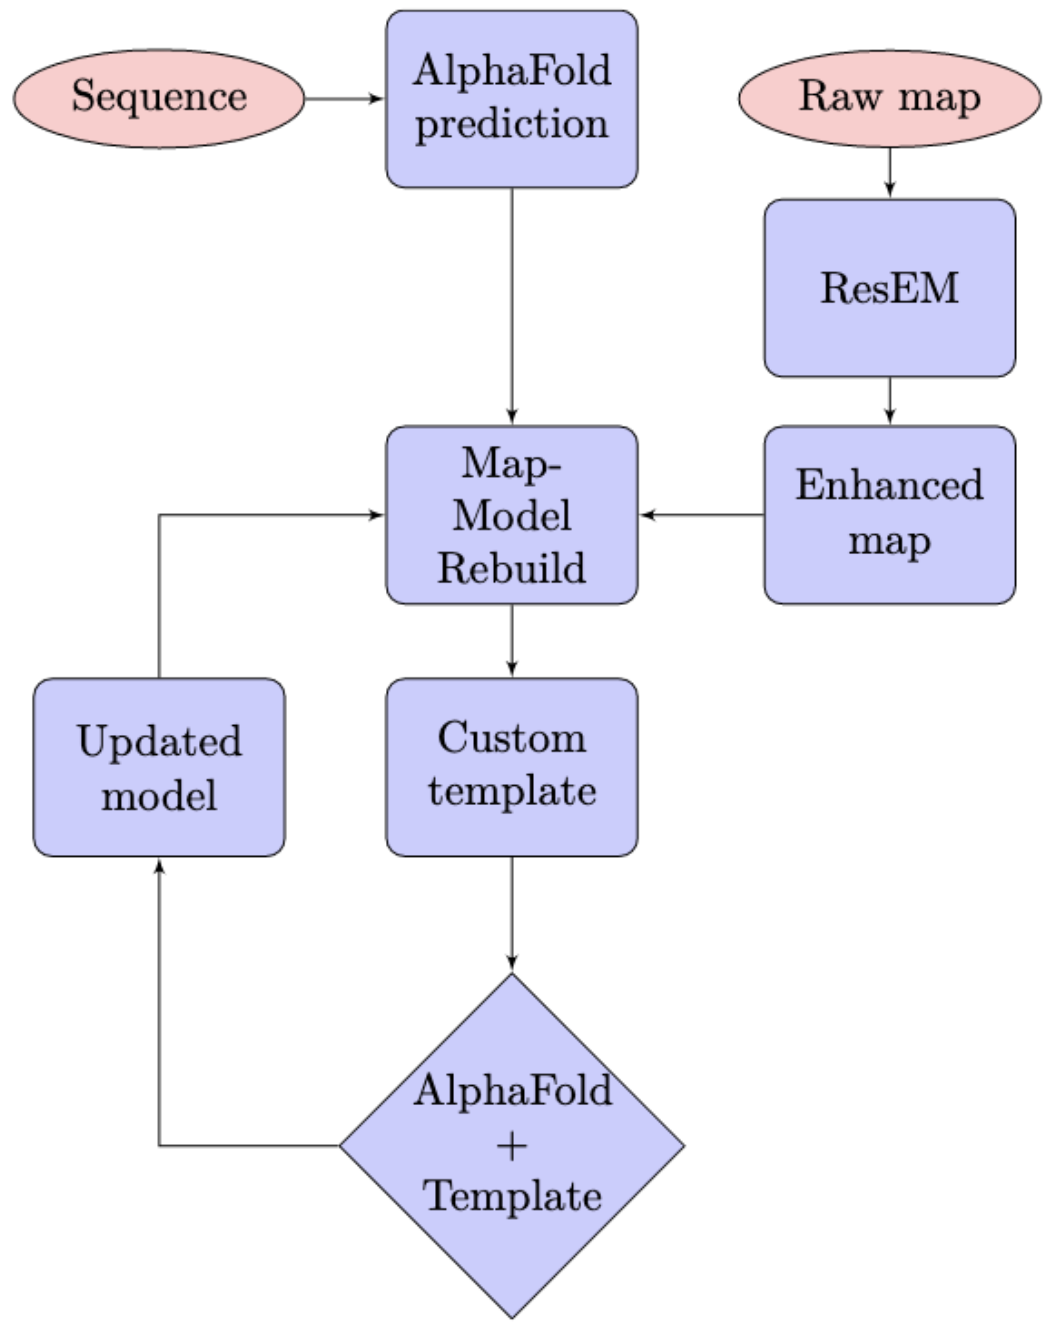 Sequence
AlphaFold
prediction
Raw map
ResEM
Map-
Model
Rebuild
Enhanced
map
Updated
model
Custom
template
AlphaFold
+
Template